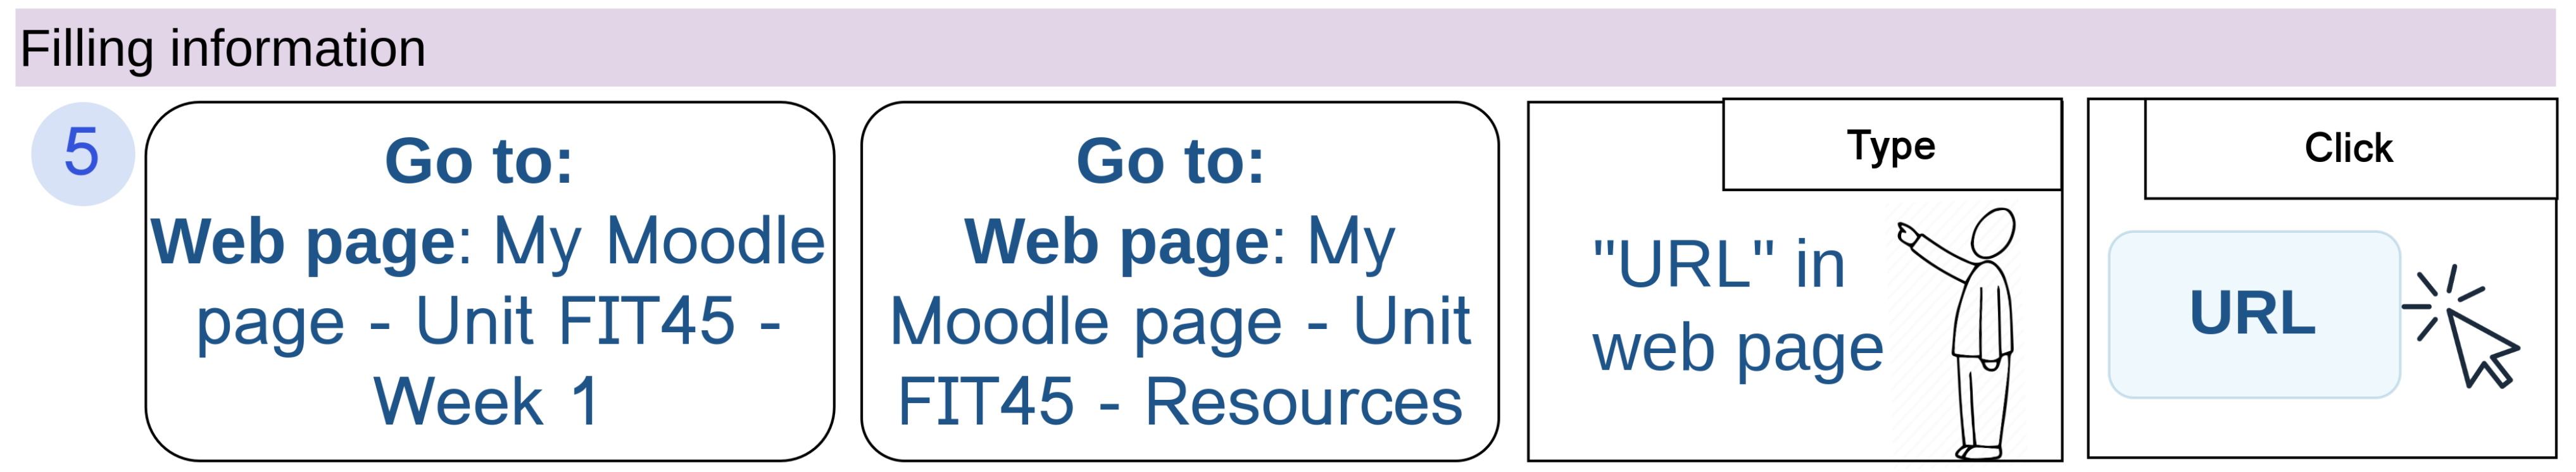 Filling information
5
Go to:
Web page: My Moodle
page - Unit FIT45 -
Week 1
Go to:
Web page: My
Moodle page - Unit
FIT45 - Resources
Type
"URL" in
web page
Click
URL